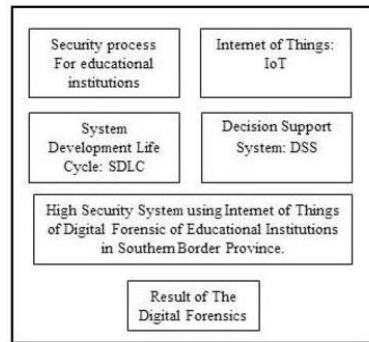 Security process
For educational
institutions
Internet of Things:
IoT
System
Development Life
Cycle: SDLC
Decision Support
System: DSS
High Security System using Internet of Things
of Digital Forensic of Educational Institutions
in Southern Border Province.
Result of The
Digital Forensics